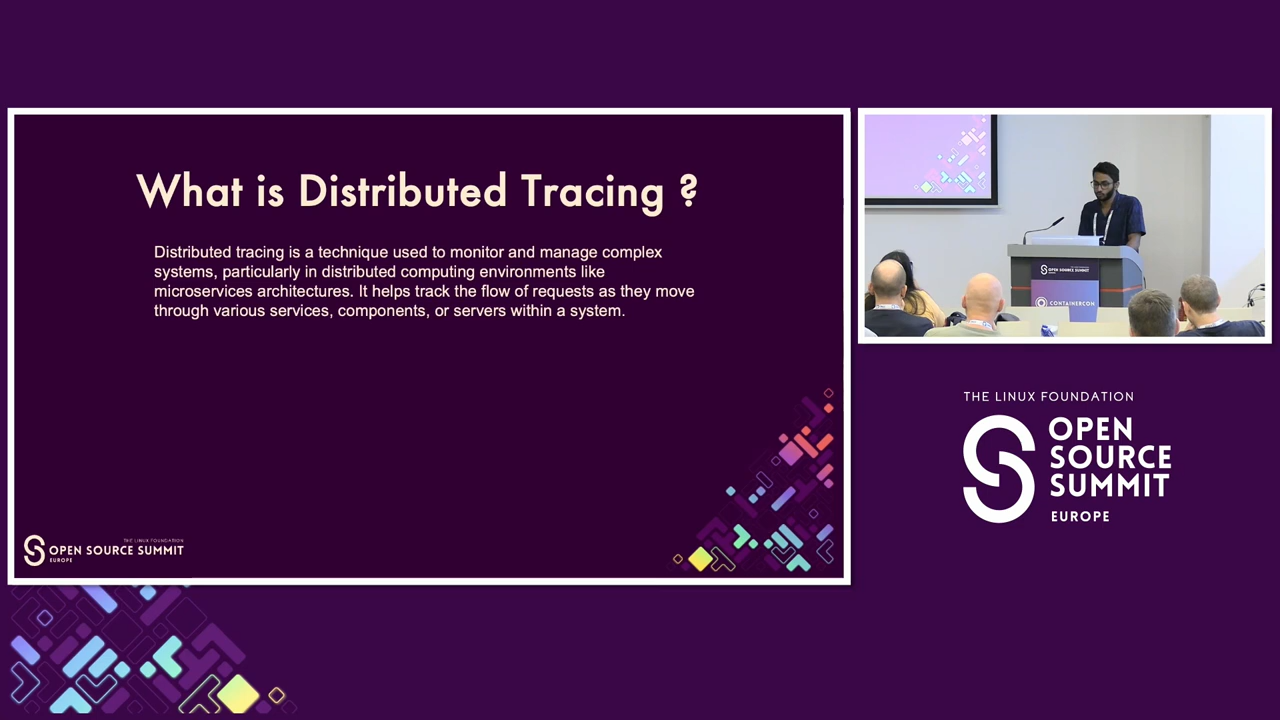 What is Distributed Tracing ?
Distributed tracing is a technique used to monitor and manage complex
systems, particularly in distributed computing environments like
microservices architectures. It helps track the flow of requests as they move
through various services, components, or servers within a system.
THE LINUX FOUNDATION
OPEN SOURCE SUMMIT
EUROPE
OPEN SOURCE SUMMIT
CONTAINERCON
THE LINUX FOUNDATION
OPEN
SOURCE
SUMMIT
EUROPE